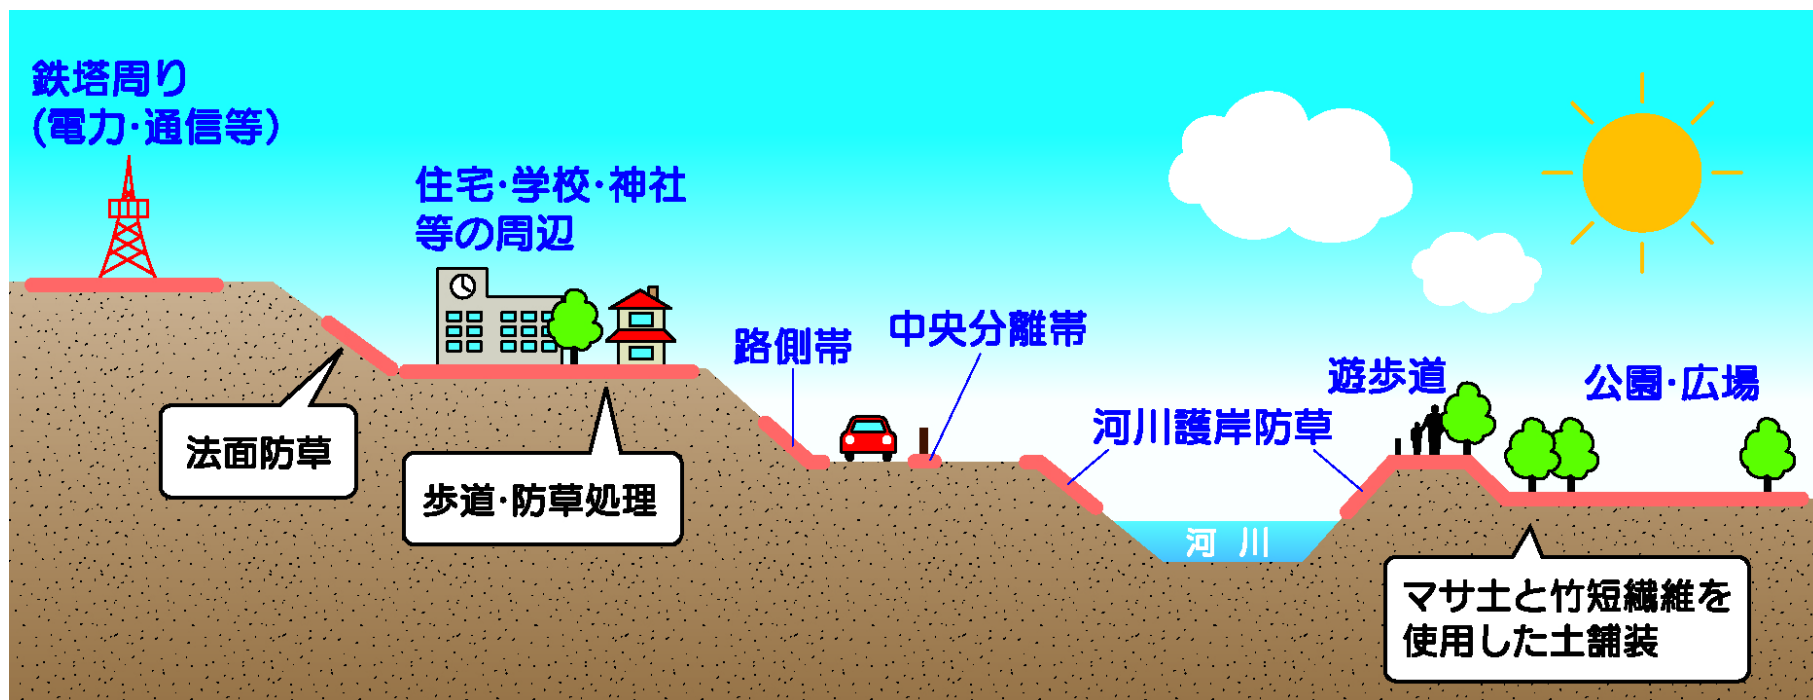 鉄塔周り
(電力・通信等)
住宅・学校・神社
等の周辺
路側帯
中央分離帯
遊歩道
公園・広場
河川護岸防草
法面防草
歩道・防草処理
河川
マサ土と竹短繊維を
使用した土舗装